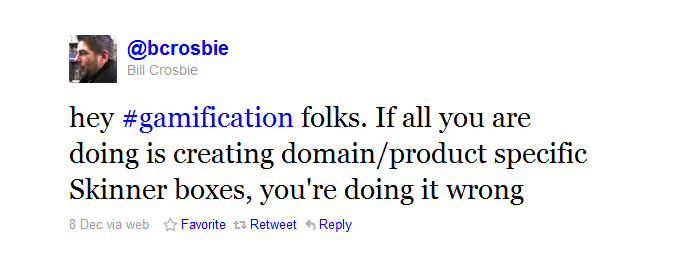 @bcrosbie
Bill Crosbie
hey #gamification folks. If all you are
doing is creating domain/product specific
Skinner boxes, you're doing it wrong
8 Dec via web Favorite Retweet Reply